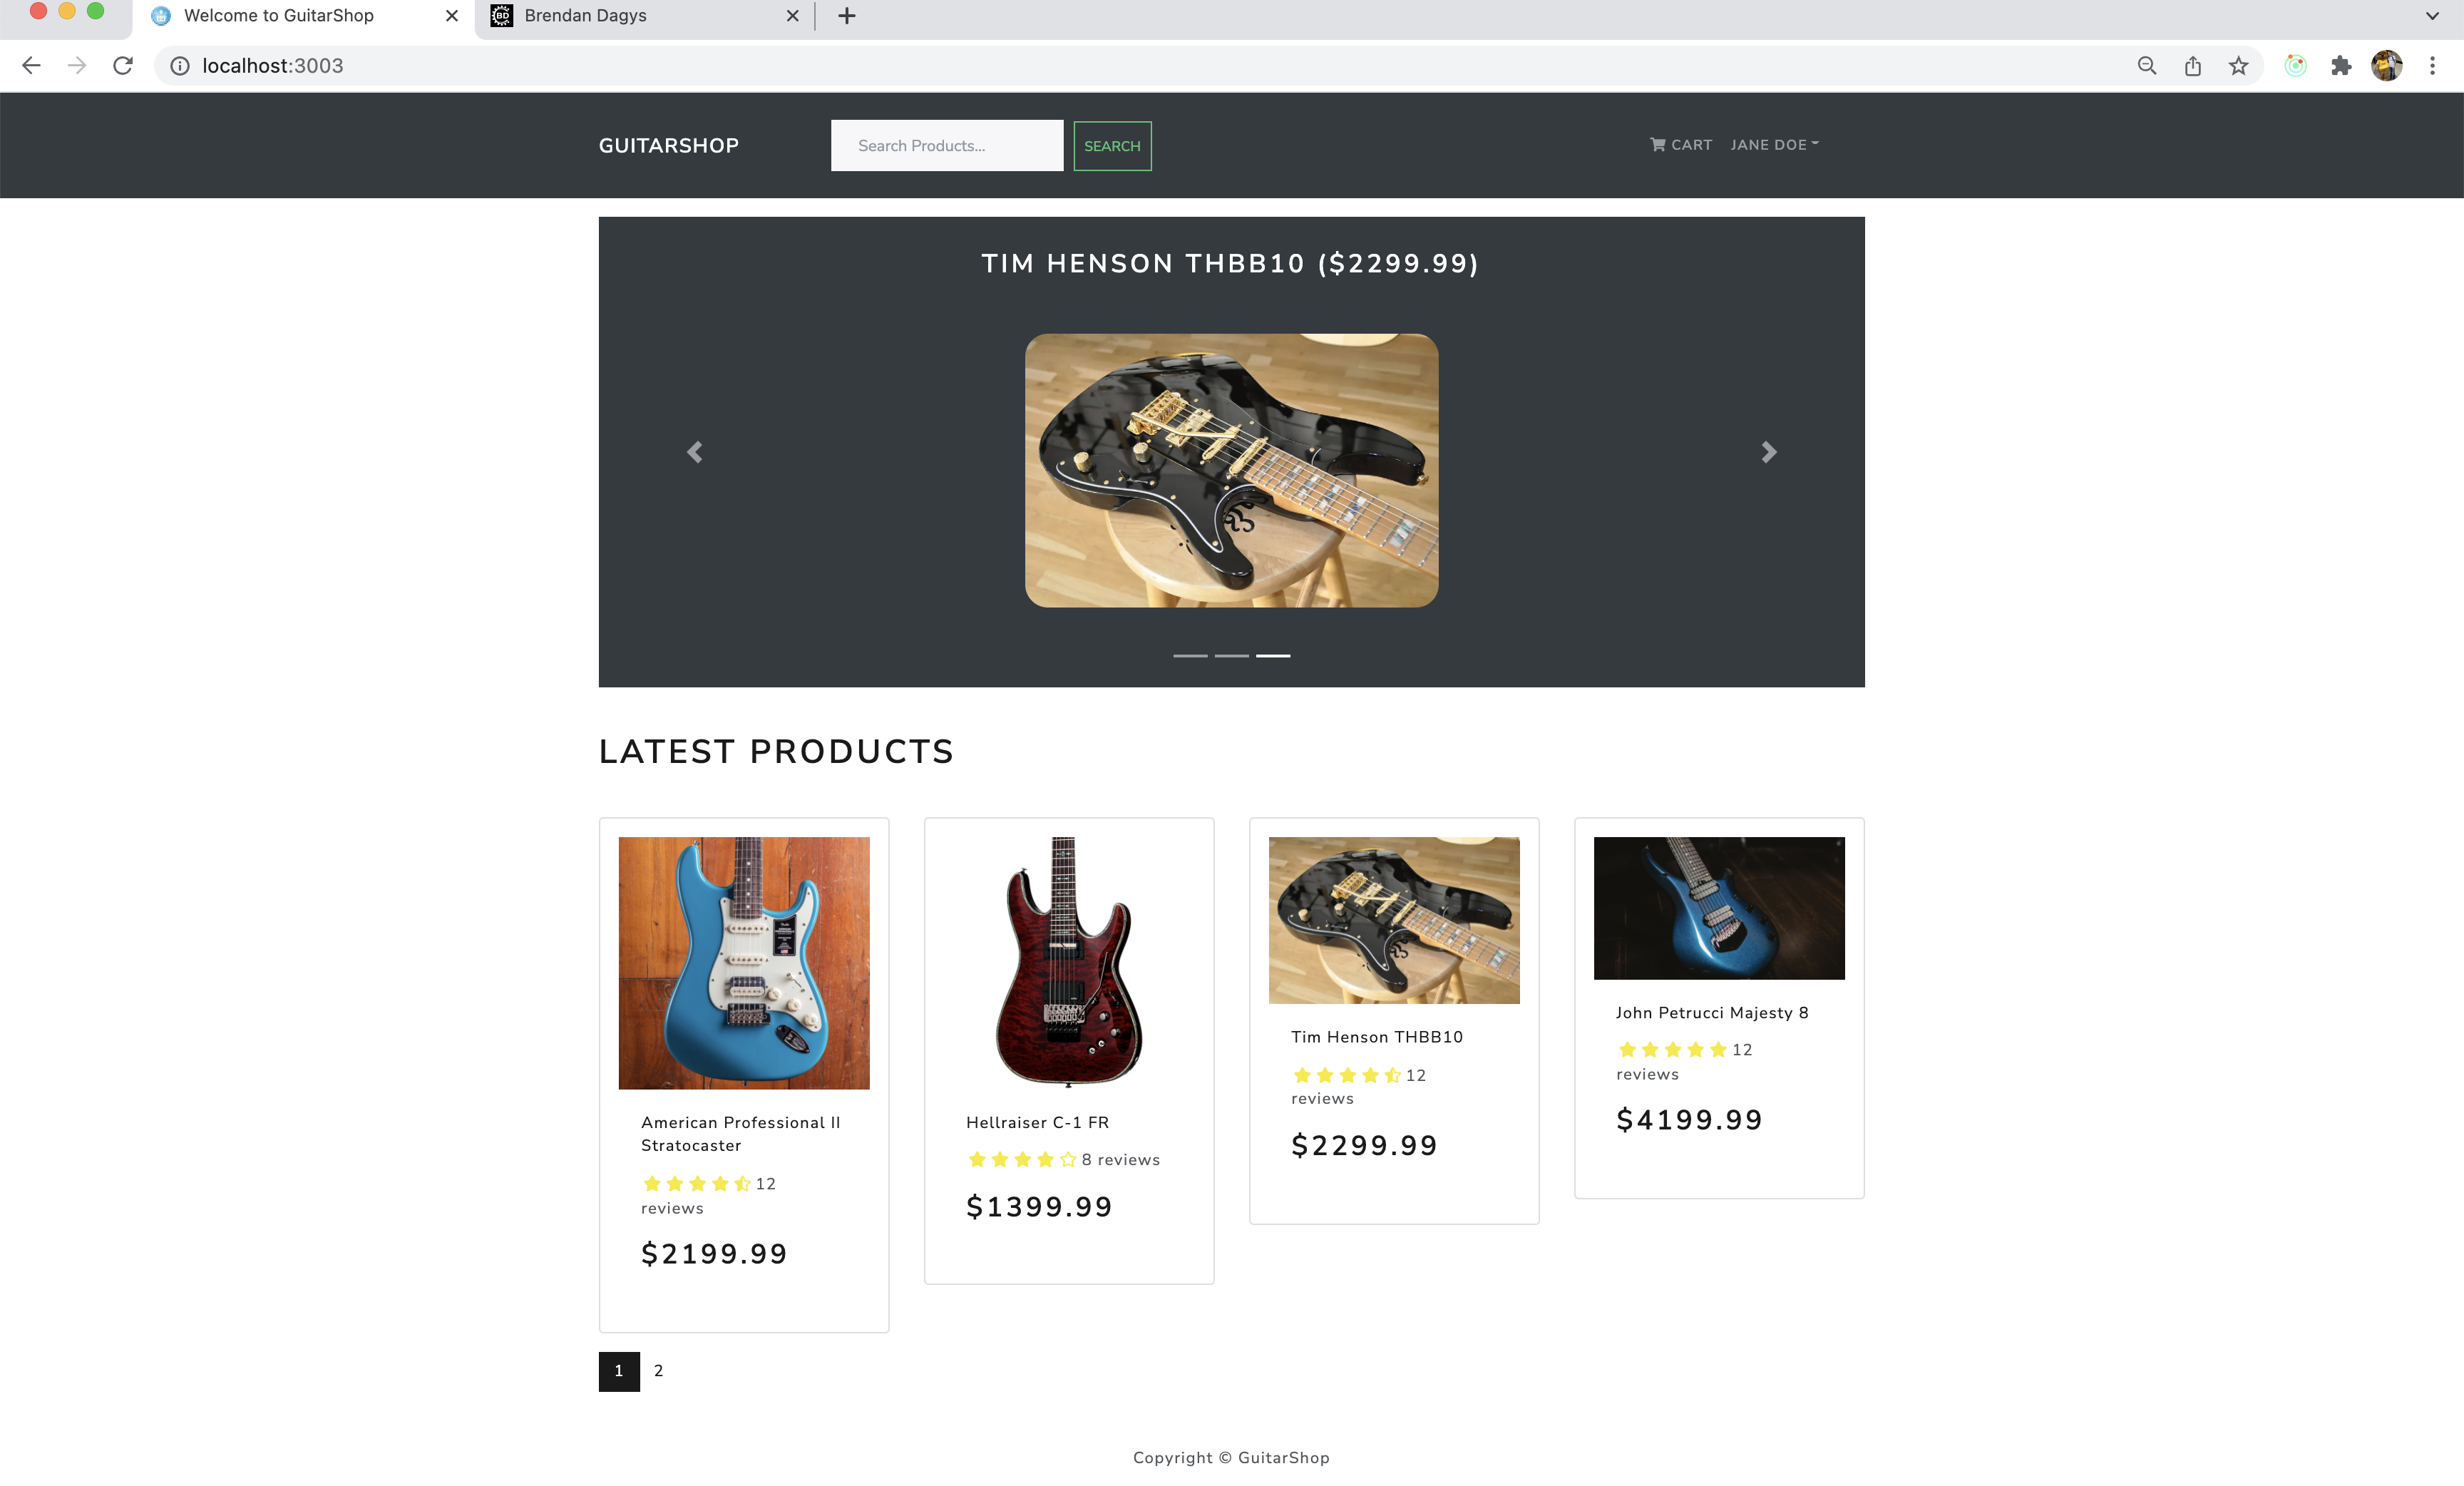 Welcome to GuitarShop
BD
Brendan Dagys
localhost:3003
GUITARSHOP
Search Products...
SEARCH
CART
JANE DOE
TIM HENSON THBB10 ($2299.99)
LATEST PRODUCTS
American Professional II
Stratocaster
12
reviews
$2199.99
Hellraiser C-1 FR
8 reviews
$1399.99
Tim Henson THBB10
12
reviews
$2299.99
John Petrucci Majesty 8
12
reviews
$4199.99
1
2
Copyright © GuitarShop